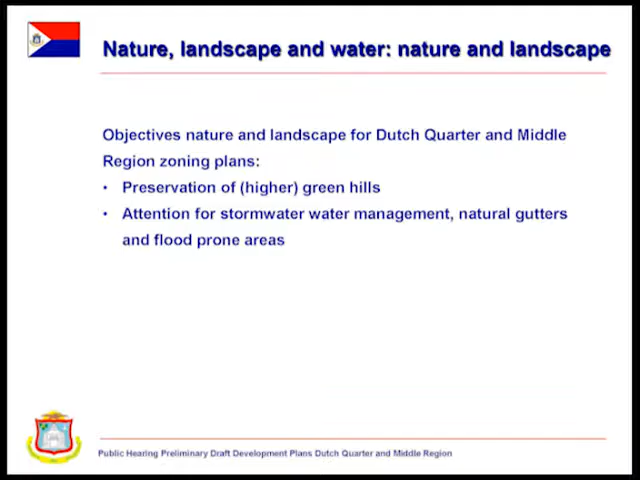 Nature, landscape and water: nature and landscape
Objectives nature and landscape for Dutch Quarter and Middle
Region zoning plans:
• Preservation of (higher) green hills
• Attention for stormwater water management, natural gutters
and flood prone areas
Public Hearing Preliminary Draft Development Plans Dutch Quarter and Middle Region